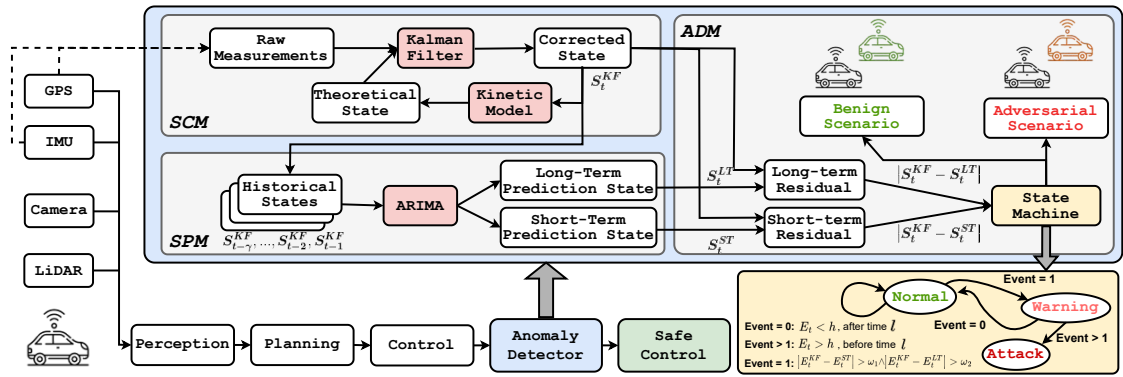 GPS
IMU
Camera
LiDAR
Raw
Measurements
Kalman
Filter
Corrected
State
$S_t^{KF}$
Theoretical
State
Kinetic
Model
SCM
Historical
States
$S_{t-\gamma}^{KF}, ..., S_{t-2}^{KF}, S_{t-1}^{KF}$
ARIMA
Long-Term
Prediction State
Short-Term
Prediction State
SPM
ADM
Benign
Scenario
Adversarial
Scenario
$S_t^{LT}$
Long-term
Residual
$|S_t^{KF} - S_t^{LT}|$
$S_t^{ST}$
Short-term
Residual
$|S_t^{KF} - S_t^{ST}|$
State
Machine
Perception
Planning
Control
Anomaly
Detector
Safe
Control
Event = 1
Normal
Warning
Event = 0
Event > 1
Attack
Event = 0: $E_t < h$ , after time $l$
Event > 1: $E_t > h$ , before time $l$
Event = 1: $|E_t^{KF} - E_t^{ST}| > \omega_1 \wedge |E_t^{KF} - E_t^{LT}| > \omega_2$